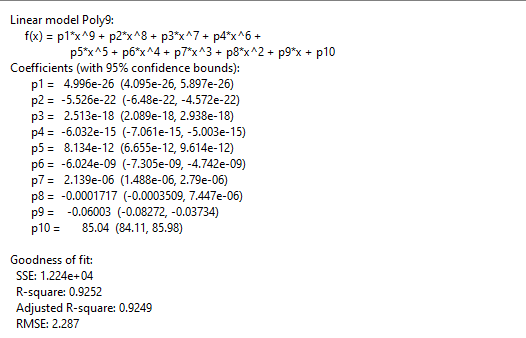 Linear model Poly9:
f(x) = p1*x^9 + p2*x^8 + p3*x^7 + p4*x^6 +
p5*x^5 + p6*x^4 + p7*x^3 + p8*x^2 + p9*x + p10
Coefficients (with 95% confidence bounds):
p1 = 4.996e-26 (4.095e-26, 5.897e-26)
p2 = -5.526e-22 (-6.48e-22, -4.572e-22)
p3 = 2.513e-18 (2.089e-18, 2.938e-18)
p4 = -6.032e-15 (-7.061e-15, -5.003e-15)
p5 = 8.134e-12 (6.655e-12, 9.614e-12)
p6 = -6.024e-09 (-7.305e-09, -4.742e-09)
p7 = 2.139e-06 (1.488e-06, 2.79e-06)
p8 = -0.0001717 (-0.0003509, 7.447e-06)
p9 = -0.06003 (-0.08272, -0.03734)
p10 = 85.04 (84.11, 85.98)
Goodness of fit:
SSE: 1.224e+04
R-square: 0.9252
Adjusted R-square: 0.9249
RMSE: 2.287